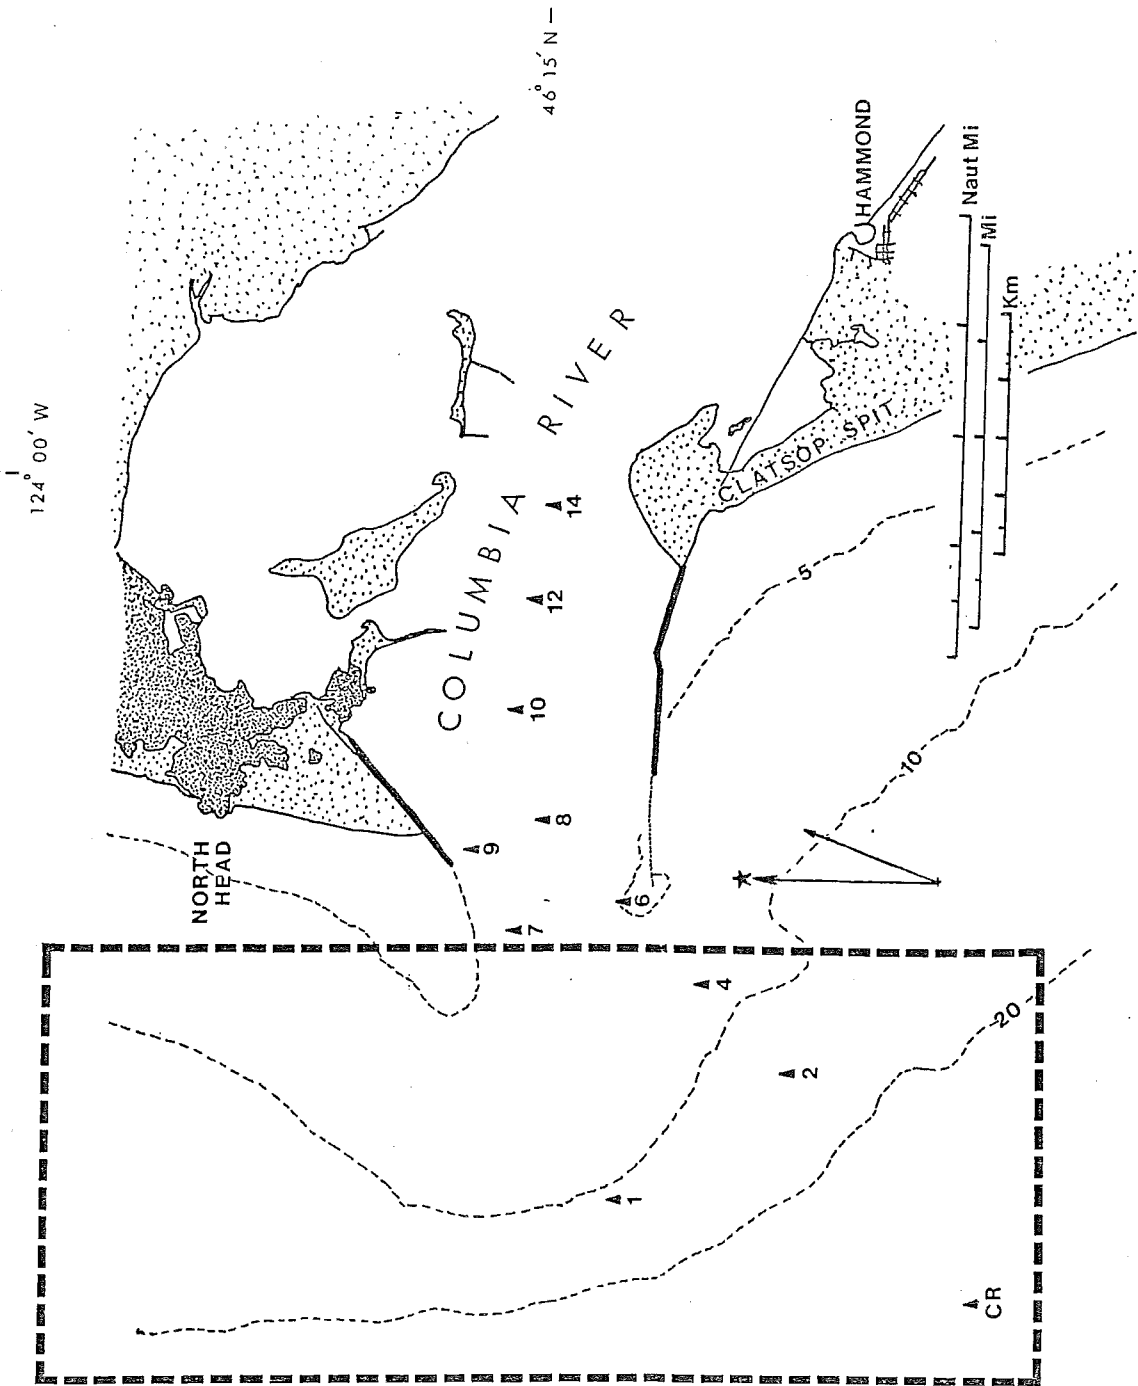 124° 00′ W
46° 15′ N
NORTH
HEAD
COLUMBIA RIVER
HAMMOND
CLATSOP SPIT
Naut Mi
Mi
Km
14
12
10
8
9
7
6
4
2
1
CR
5
10
20